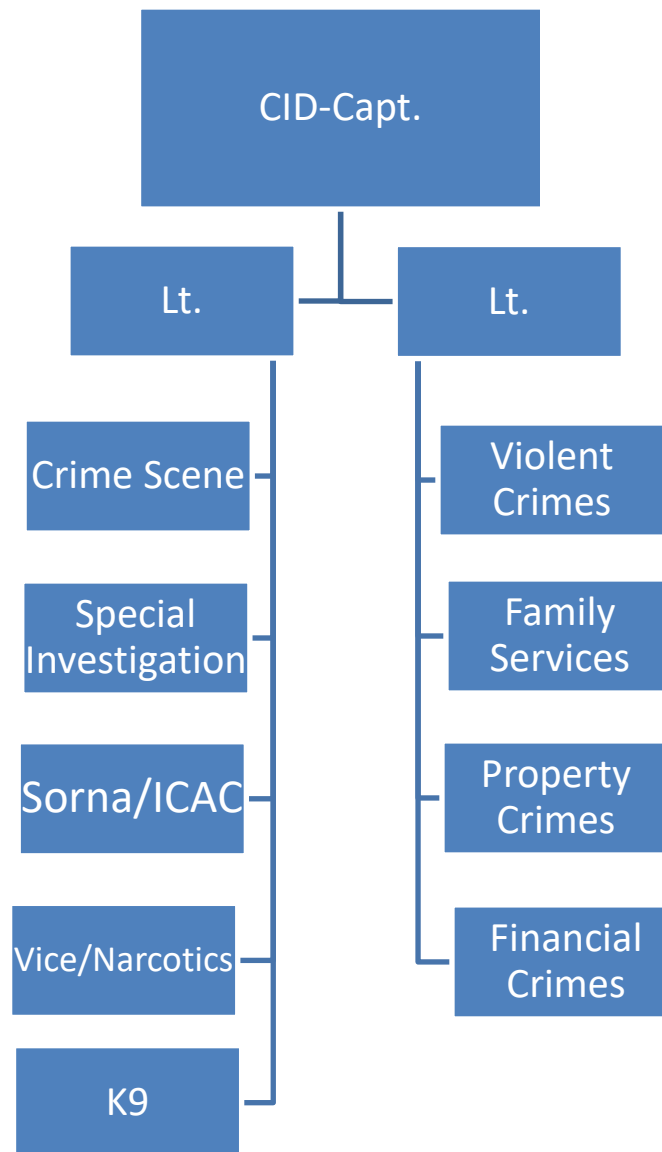 CID-Capt.
Lt.
Lt.
Crime Scene
Special
Investigation
Sorna/ICAC
Vice/Narcotics
K9
Violent
Crimes
Family
Services
Property
Crimes
Financial
Crimes